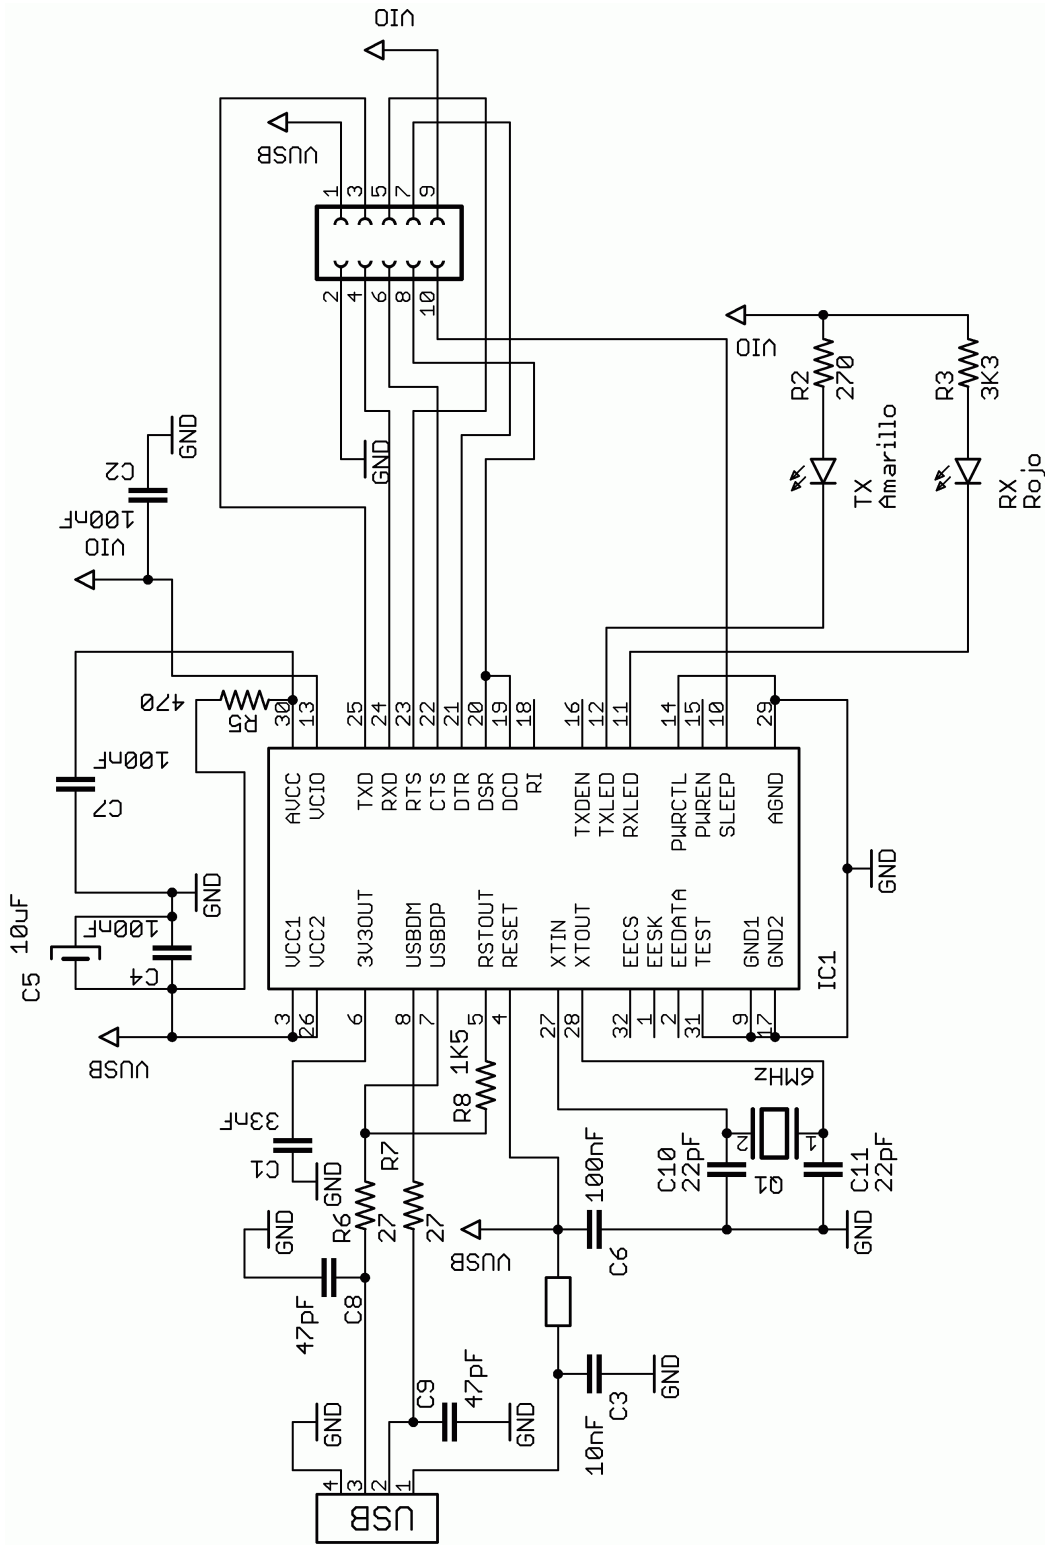 VIO
VUSB
1
3
5
7
9
2
4
6
8
10
GND
VIO
R2
270
R3
3K3
TX
Amarillo
RX
Rojo
GND
C2
100nF
VIO
470
R5
30
13
25
24
23
22
21
20
19
18
16
12
11
14
15
10
29
100nF
C7
AVCC
VCIO
TXD
RXD
RTS
CTS
DTR
DSR
DCD
RI
TXDEN
TXLED
RXLED
PWRCTL
PWREN
SLEEP
AGND
GND
GND
10uF
C5
100nF
C4
VCC1
VCC2
3V3OUT
USBDM
USBDP
RSTOUT
RESET
XTIN
XTOUT
EECS
EESK
EEDATA
TEST
GND1
GND2
IC1
VUSB
3
26
6
8
7
5
4
27
28
32
1
2
31
9
17
33nF
C1
GND
R8
1K5
6MHz
2
1
Q1
C10
22pF
C11
22pF
GND
R7
27
R6
27
GND
47pF
C8
VUSB
100nF
C6
C9
47pF
GND
10nF
C3
GND
GND
4
3
2
1
USB